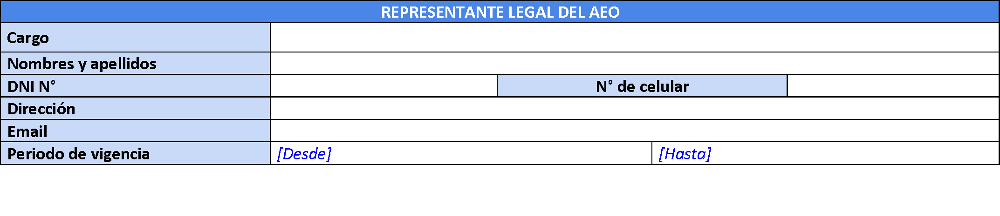 REPRESENTANTE LEGAL DEL AEO
Cargo
Nombres y apellidos
DNI N° N° de celular
Dirección
Email
Periodo de vigencia [Desde] [Hasta]